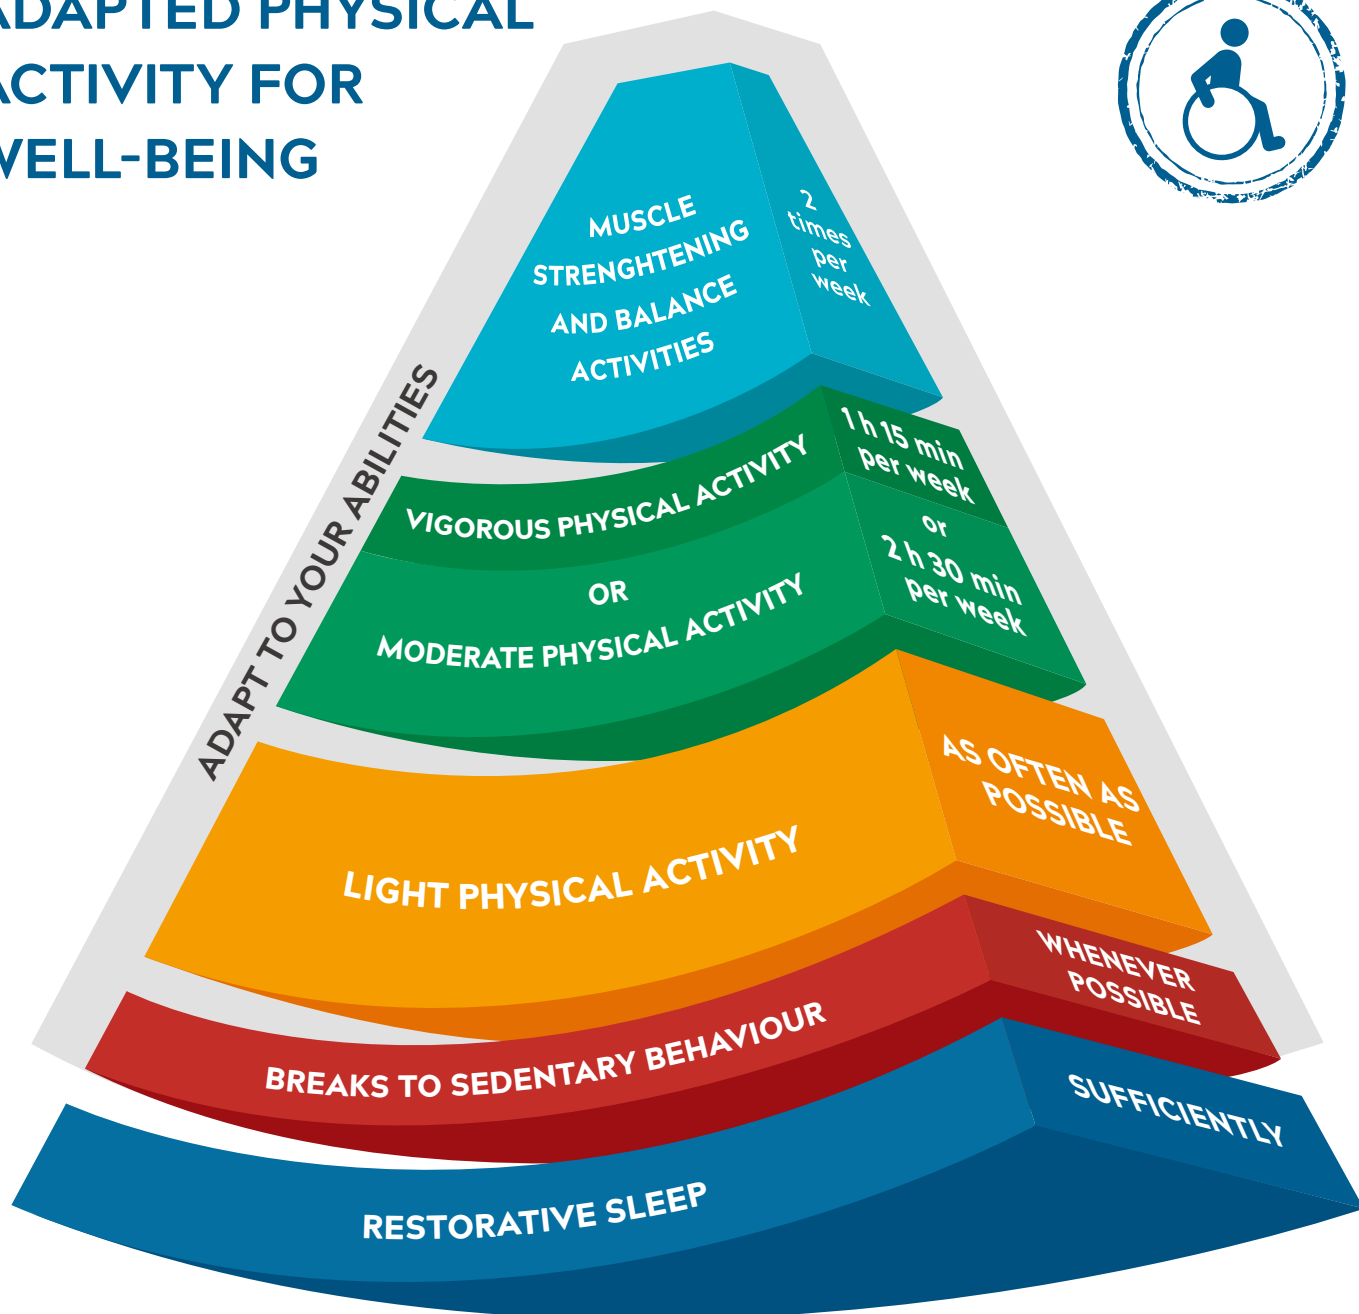 ADAPTED PHYSICAL
ACTIVITY FOR
WELL-BEING
ADAPT TO YOUR ABILITIES
MUSCLE
STRENGHTENING
AND BALANCE
ACTIVITIES
2
times
per
week
VIGOROUS PHYSICAL ACTIVITY
1 h 15 min
per week
OR
MODERATE PHYSICAL ACTIVITY
or
2 h 30 min
per week
LIGHT PHYSICAL ACTIVITY
AS OFTEN AS
POSSIBLE
BREAKS TO SEDENTARY BEHAVIOUR
WHENEVER
POSSIBLE
RESTORATIVE SLEEP
SUFFICIENTLY